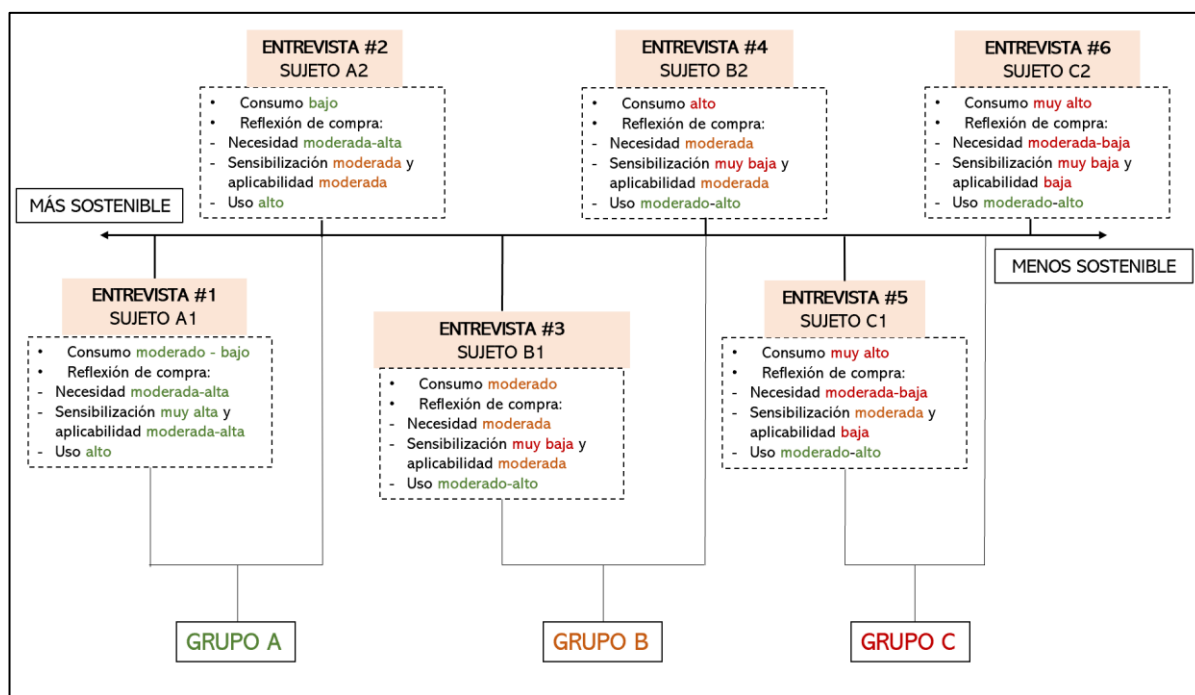 ENTREVISTA #2
SUJETO A2
• Consumo bajo
• Reflexión de compra:
- Necesidad moderada-alta
- Sensibilización moderada y
aplicabilidad moderada
- Uso alto
ENTREVISTA #4
SUJETO B2
• Consumo alto
• Reflexión de compra:
- Necesidad moderada
- Sensibilización muy baja y
aplicabilidad moderada
- Uso moderado-alto
ENTREVISTA #6
SUJETO C2
• Consumo muy alto
• Reflexión de compra:
- Necesidad moderada-baja
- Sensibilización muy baja y
aplicabilidad baja
- Uso moderado-alto
MÁS SOSTENIBLE
MENOS SOSTENIBLE
ENTREVISTA #1
SUJETO A1
• Consumo moderado - bajo
• Reflexión de compra:
- Necesidad moderada-alta
- Sensibilización muy alta y
aplicabilidad moderada-alta
- Uso alto
ENTREVISTA #3
SUJETO B1
• Consumo moderado
• Reflexión de compra:
- Necesidad moderada
- Sensibilización muy baja y
aplicabilidad moderada
- Uso moderado-alto
ENTREVISTA #5
SUJETO C1
• Consumo muy alto
• Reflexión de compra:
- Necesidad moderada-baja
- Sensibilización moderada y
aplicabilidad baja
- Uso moderado-alto
GRUPO A
GRUPO B
GRUPO C